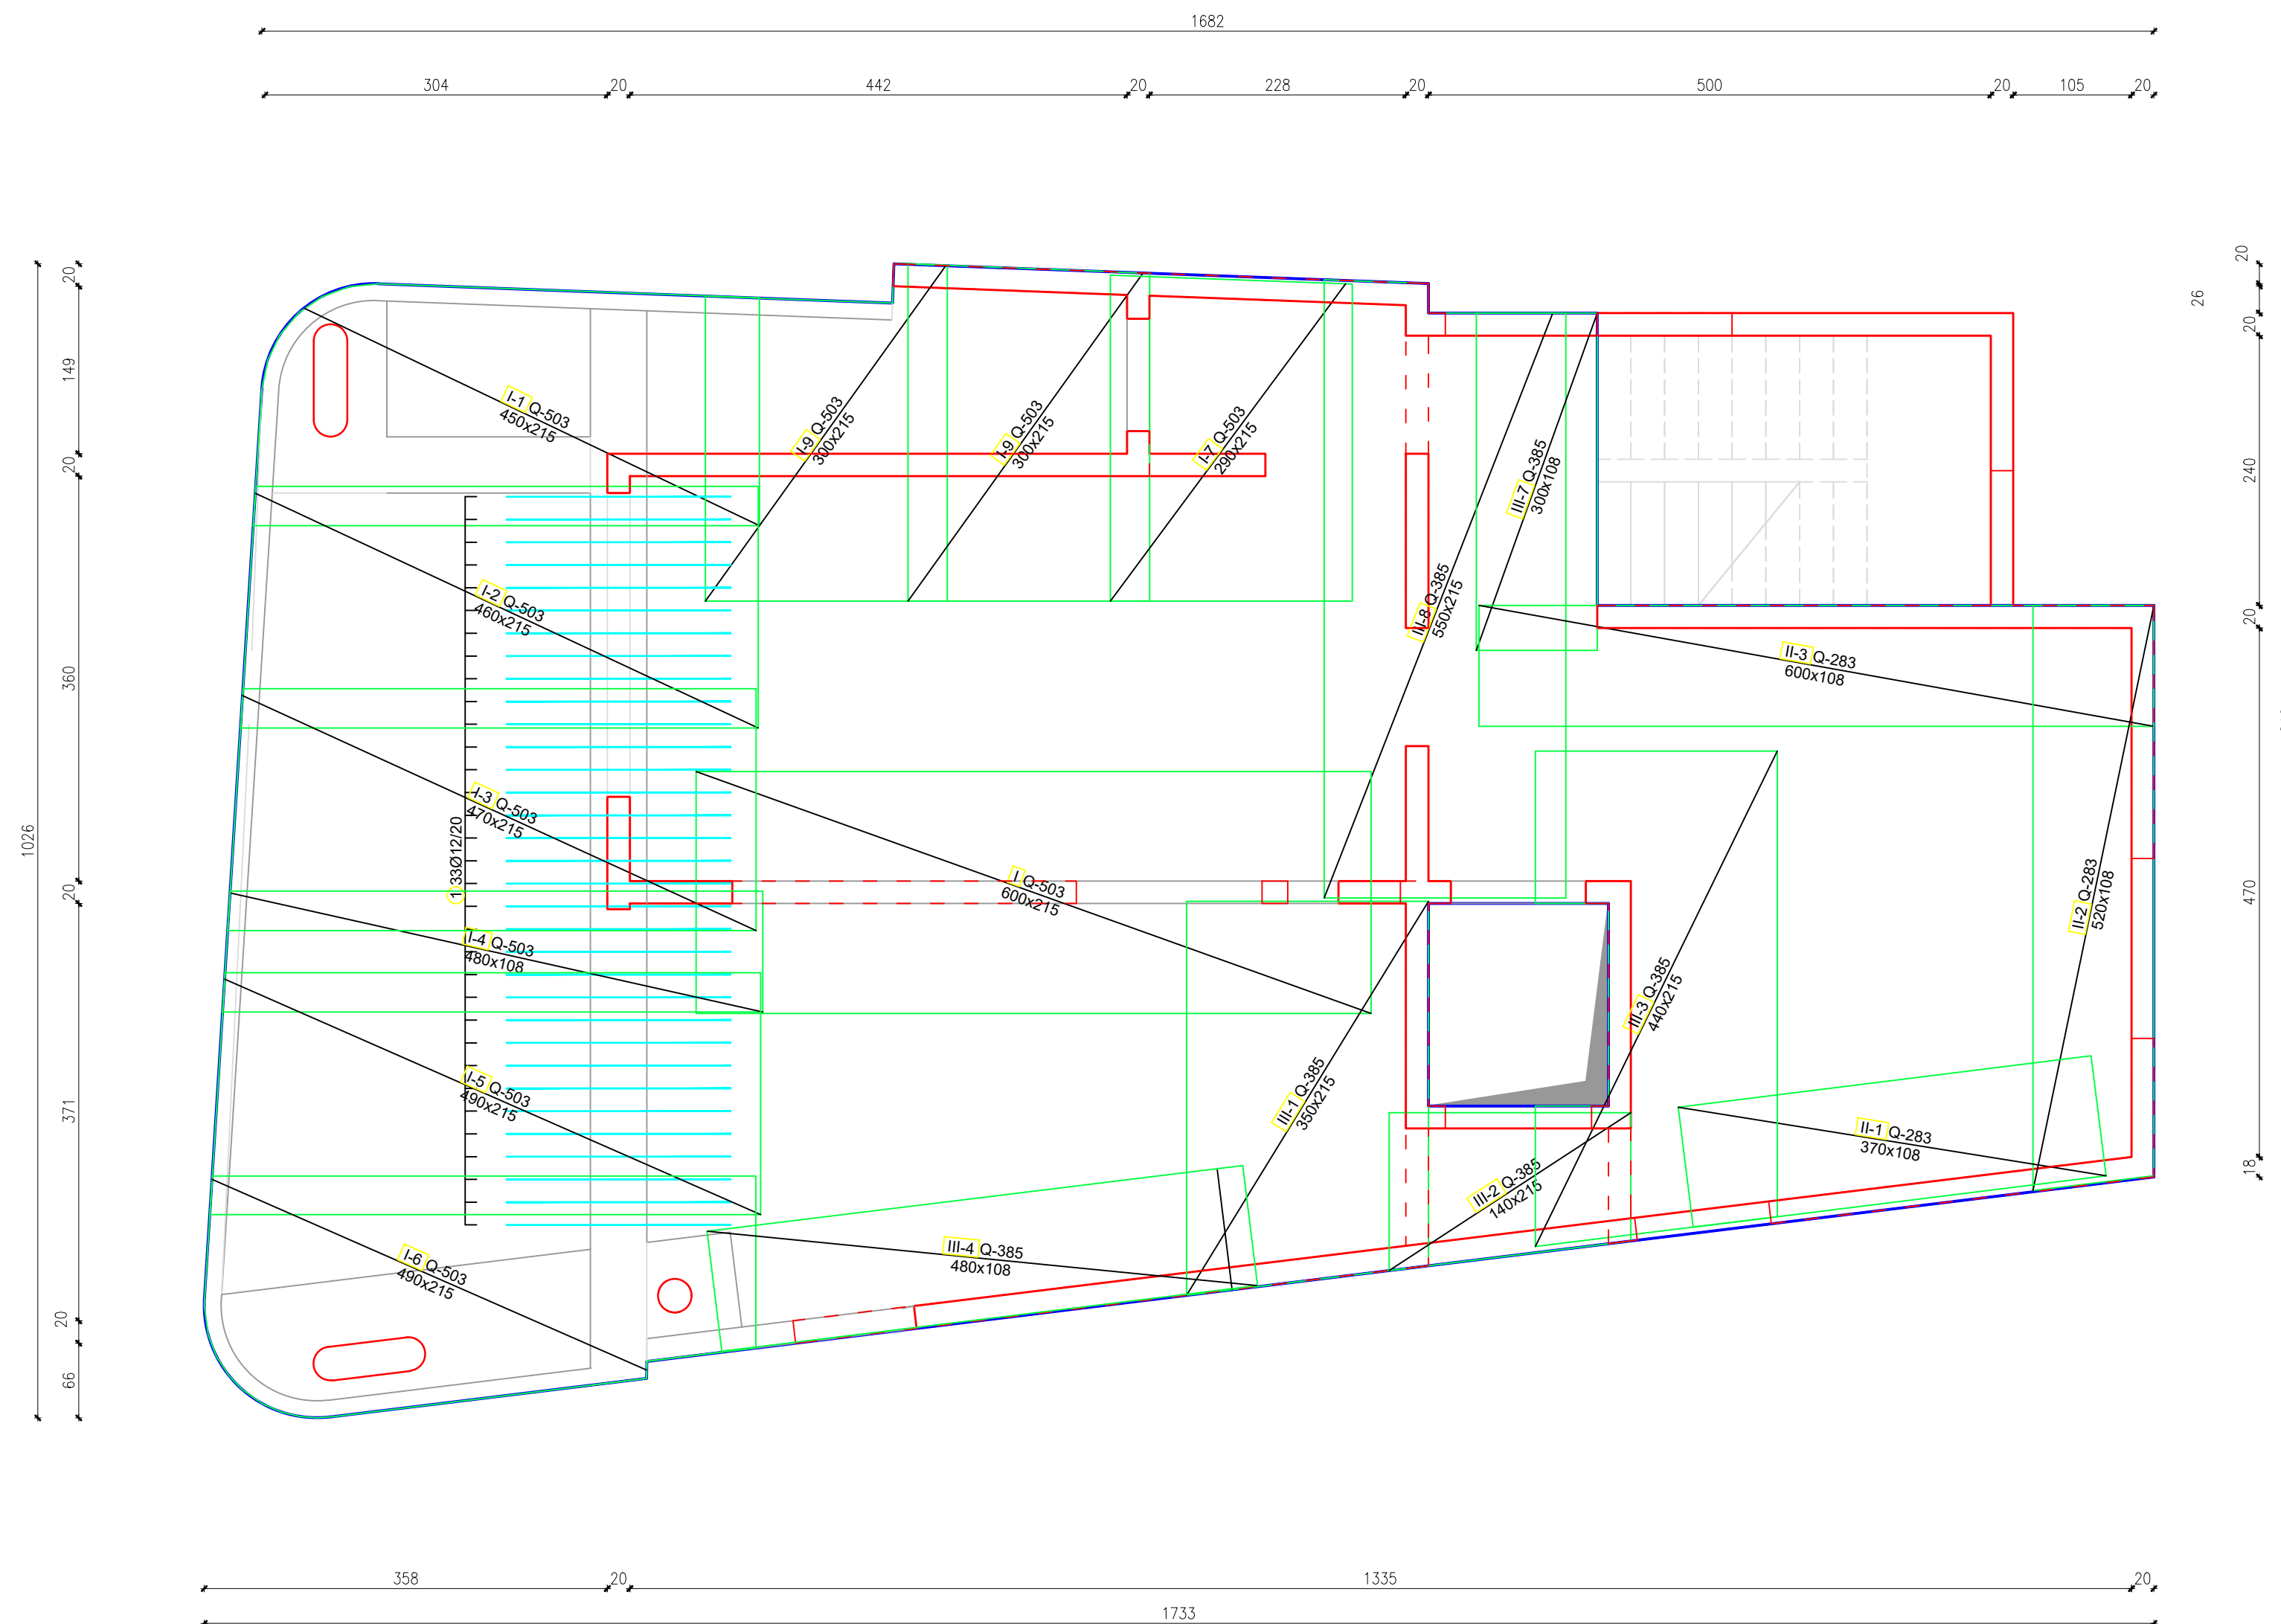 1682
304
20
442
20
228
20
500
20
105
20
20
149
20
360
20
371
20
66
1026
20
26
20
240
20
470
18
I-1 Q-503
450x215
I-9 Q-503
300x215
I-9 Q-503
300x215
I-7 Q-503
290x215
III-7 Q-385
300x108
III-8 Q-385
550x215
I-2 Q-503
460x215
II-3 Q-283
600x108
I-3 Q-503
470x215
1 33Ø12/20
I Q-503
600x215
II-2 Q-283
520x108
I-4 Q-503
480x108
III-3 Q-385
440x215
I-5 Q-503
490x215
III-1 Q-385
350x215
II-1 Q-283
370x108
III-2 Q-385
140x215
III-4 Q-385
480x108
I-6 Q-503
490x215
358
20
1335
20
1733